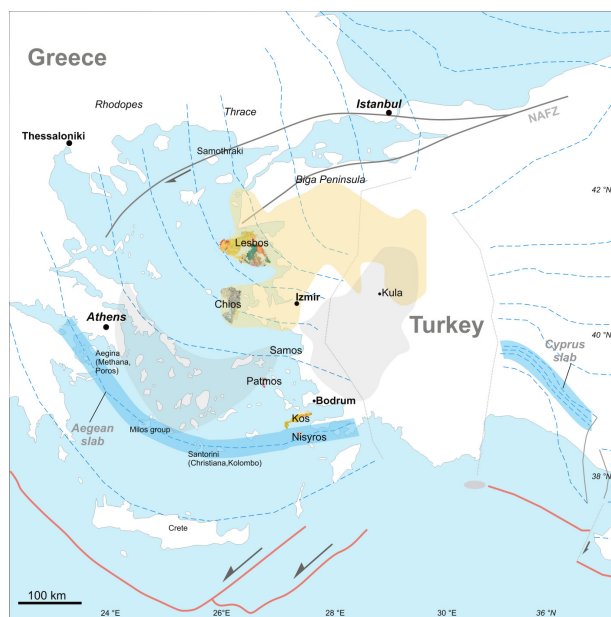 Greece
Rhodopes
Thrace
Istanbul
NAFZ
Thessaloniki
Samothraki
Biga Peninsula
42 °N
Lesbos
Kula
Chios
Izmir
Athens
Turkey
40 °N
Samos
Cyprus
slab
Aegina
(Methana,
Poros)
Patmos
Bodrum
Kos
Aegean
slab
Milos group
Nisyros
Santorini
(Christiana,Kolombo)
38 °N
Crete
100 km
24 °E
26 °E
28 °E
30 °E
36 °N